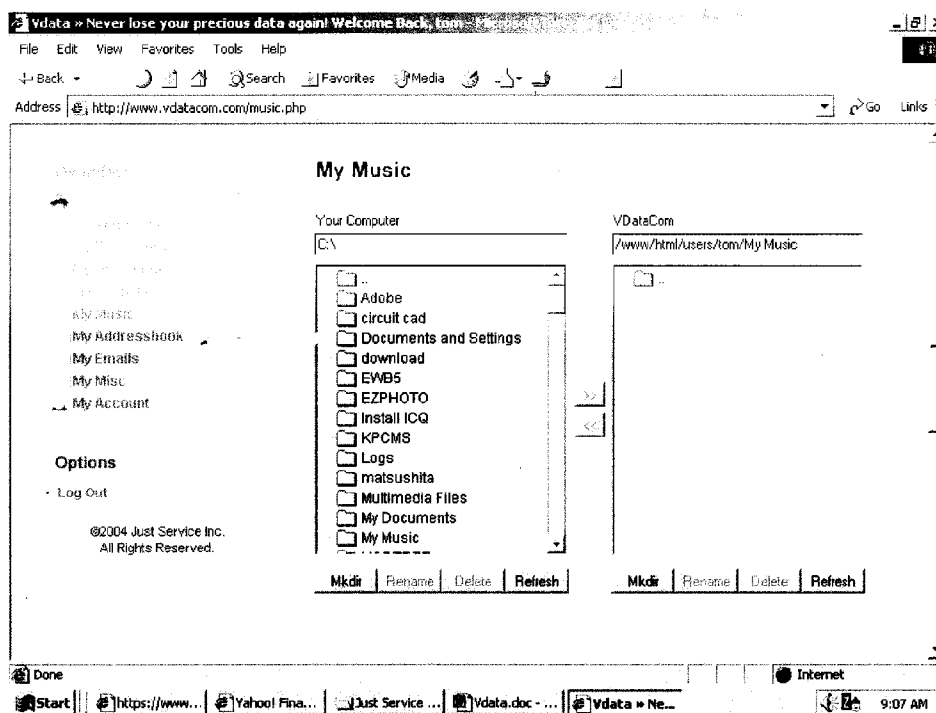 Vdata » Never lose your precious data again! Welcome Back, tom -
File Edit View Favorites Tools Help
Back Search Favorites Media
Address http://www.vdatacom.com/music.php Go Links
My Music
Your Computer VDataCom
C:\ /www/html/users/tom/My Music
.. ..
Adobe
circuit cad
My Music
Documents and Settings
My Addressbook
download
My Emails
EWB5
My Misc
EZPHOTO >>
My Account
Install ICQ <<
KPCMS
Logs
Options
matsushita
Log Out
Multimedia Files
My Documents
©2004 Just Service Inc.
All Rights Reserved.
My Music
Mkdir Rename Delete Refresh Mkdir Rename Delete Refresh
Done Internet
Start https://www... Yahoo! Fina... Just Service ... Vdata.doc - ... Vdata » Ne... 9:07 AM